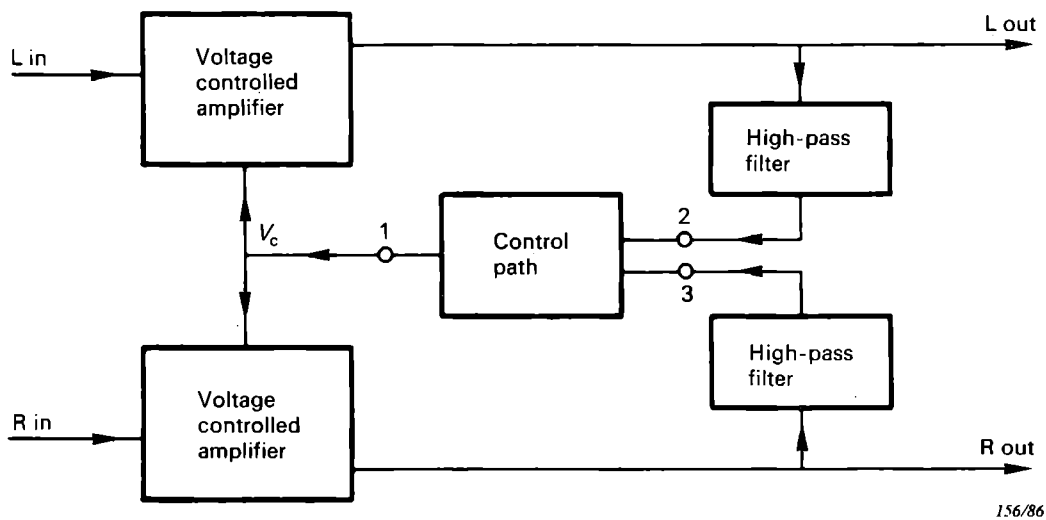 L in
Voltage
controlled
amplifier
L out
High-pass
filter
V_c
1
Control
path
2
3
High-pass
filter
R in
Voltage
controlled
amplifier
R out
156/86